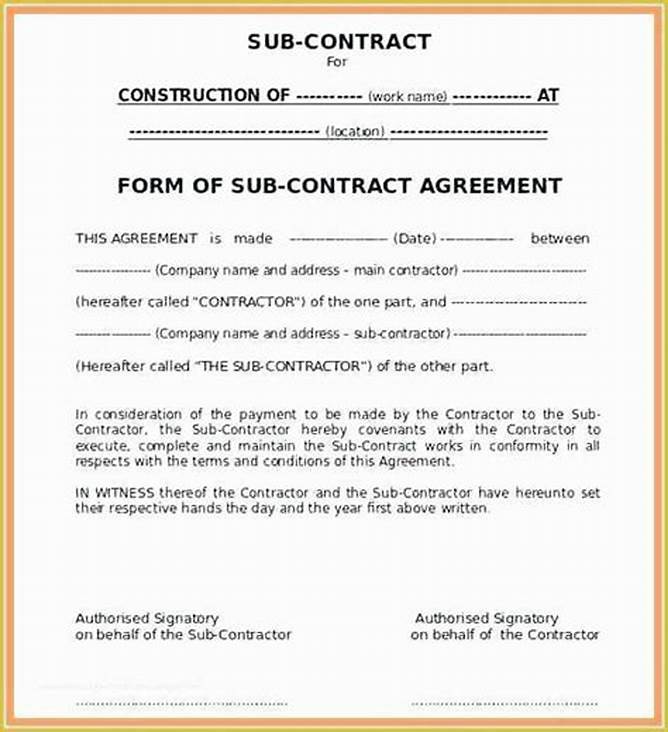 SUB-CONTRACT
For
CONSTRUCTION OF ---------- (work name) ------------ AT
----------------------------- (location) ------------------------
FORM OF SUB-CONTRACT AGREEMENT
THIS AGREEMENT is made -------------------- (Date) --------------- between
---------------- (Company name and address - main contractor) --------------------------
(hereafter called "CONTRACTOR") of the one part, and ----------------------------
---------------- (Company name and address - sub-contractor) ----------------------------
(Hereafter called "THE SUB-CONTRACTOR") of the other part.
In consideration of the payment to be made by the Contractor to the Sub-
Contractor, the Sub-Contractor hereby covenants with the Contractor to
execute, complete and maintain the Sub-Contract works in conformity in all
respects with the terms and conditions of this Agreement.
IN WITNESS thereof the Contractor and the Sub-Contractor have hereunto set
their respective hands the day and the year first above written.
Authorised Signatory Authorised Signatory
on behalf of the Sub-Contractor on behalf of the Contractor